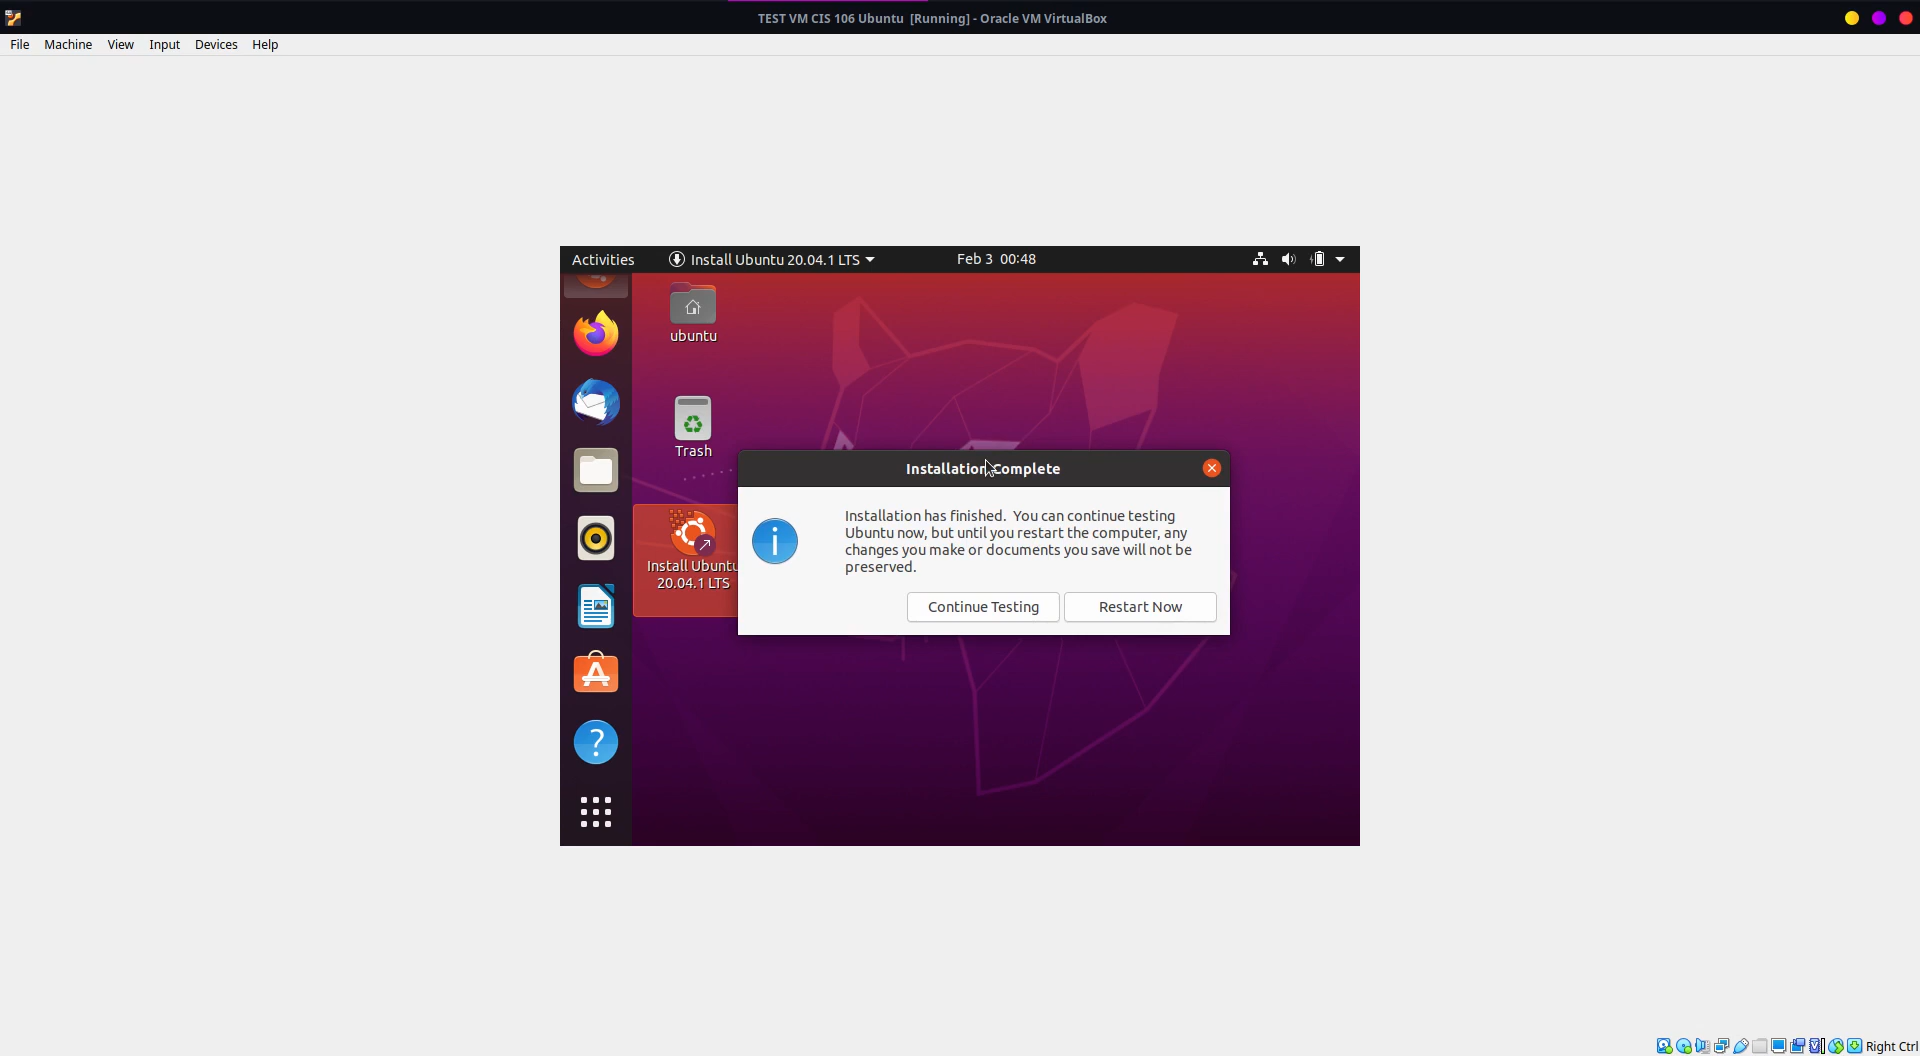 TEST VM CIS 106 Ubuntu [Running] - Oracle VM VirtualBox
File Machine View Input Devices Help
Activities Install Ubuntu 20.04.1 LTS Feb 3 00:48
ubuntu
Trash
Install Ubuntu
20.04.1 LTS
Installation Complete
Installation has finished. You can continue testing
Ubuntu now, but until you restart the computer, any
changes you make or documents you save will not be
preserved.
Continue Testing Restart Now
Right Ctrl